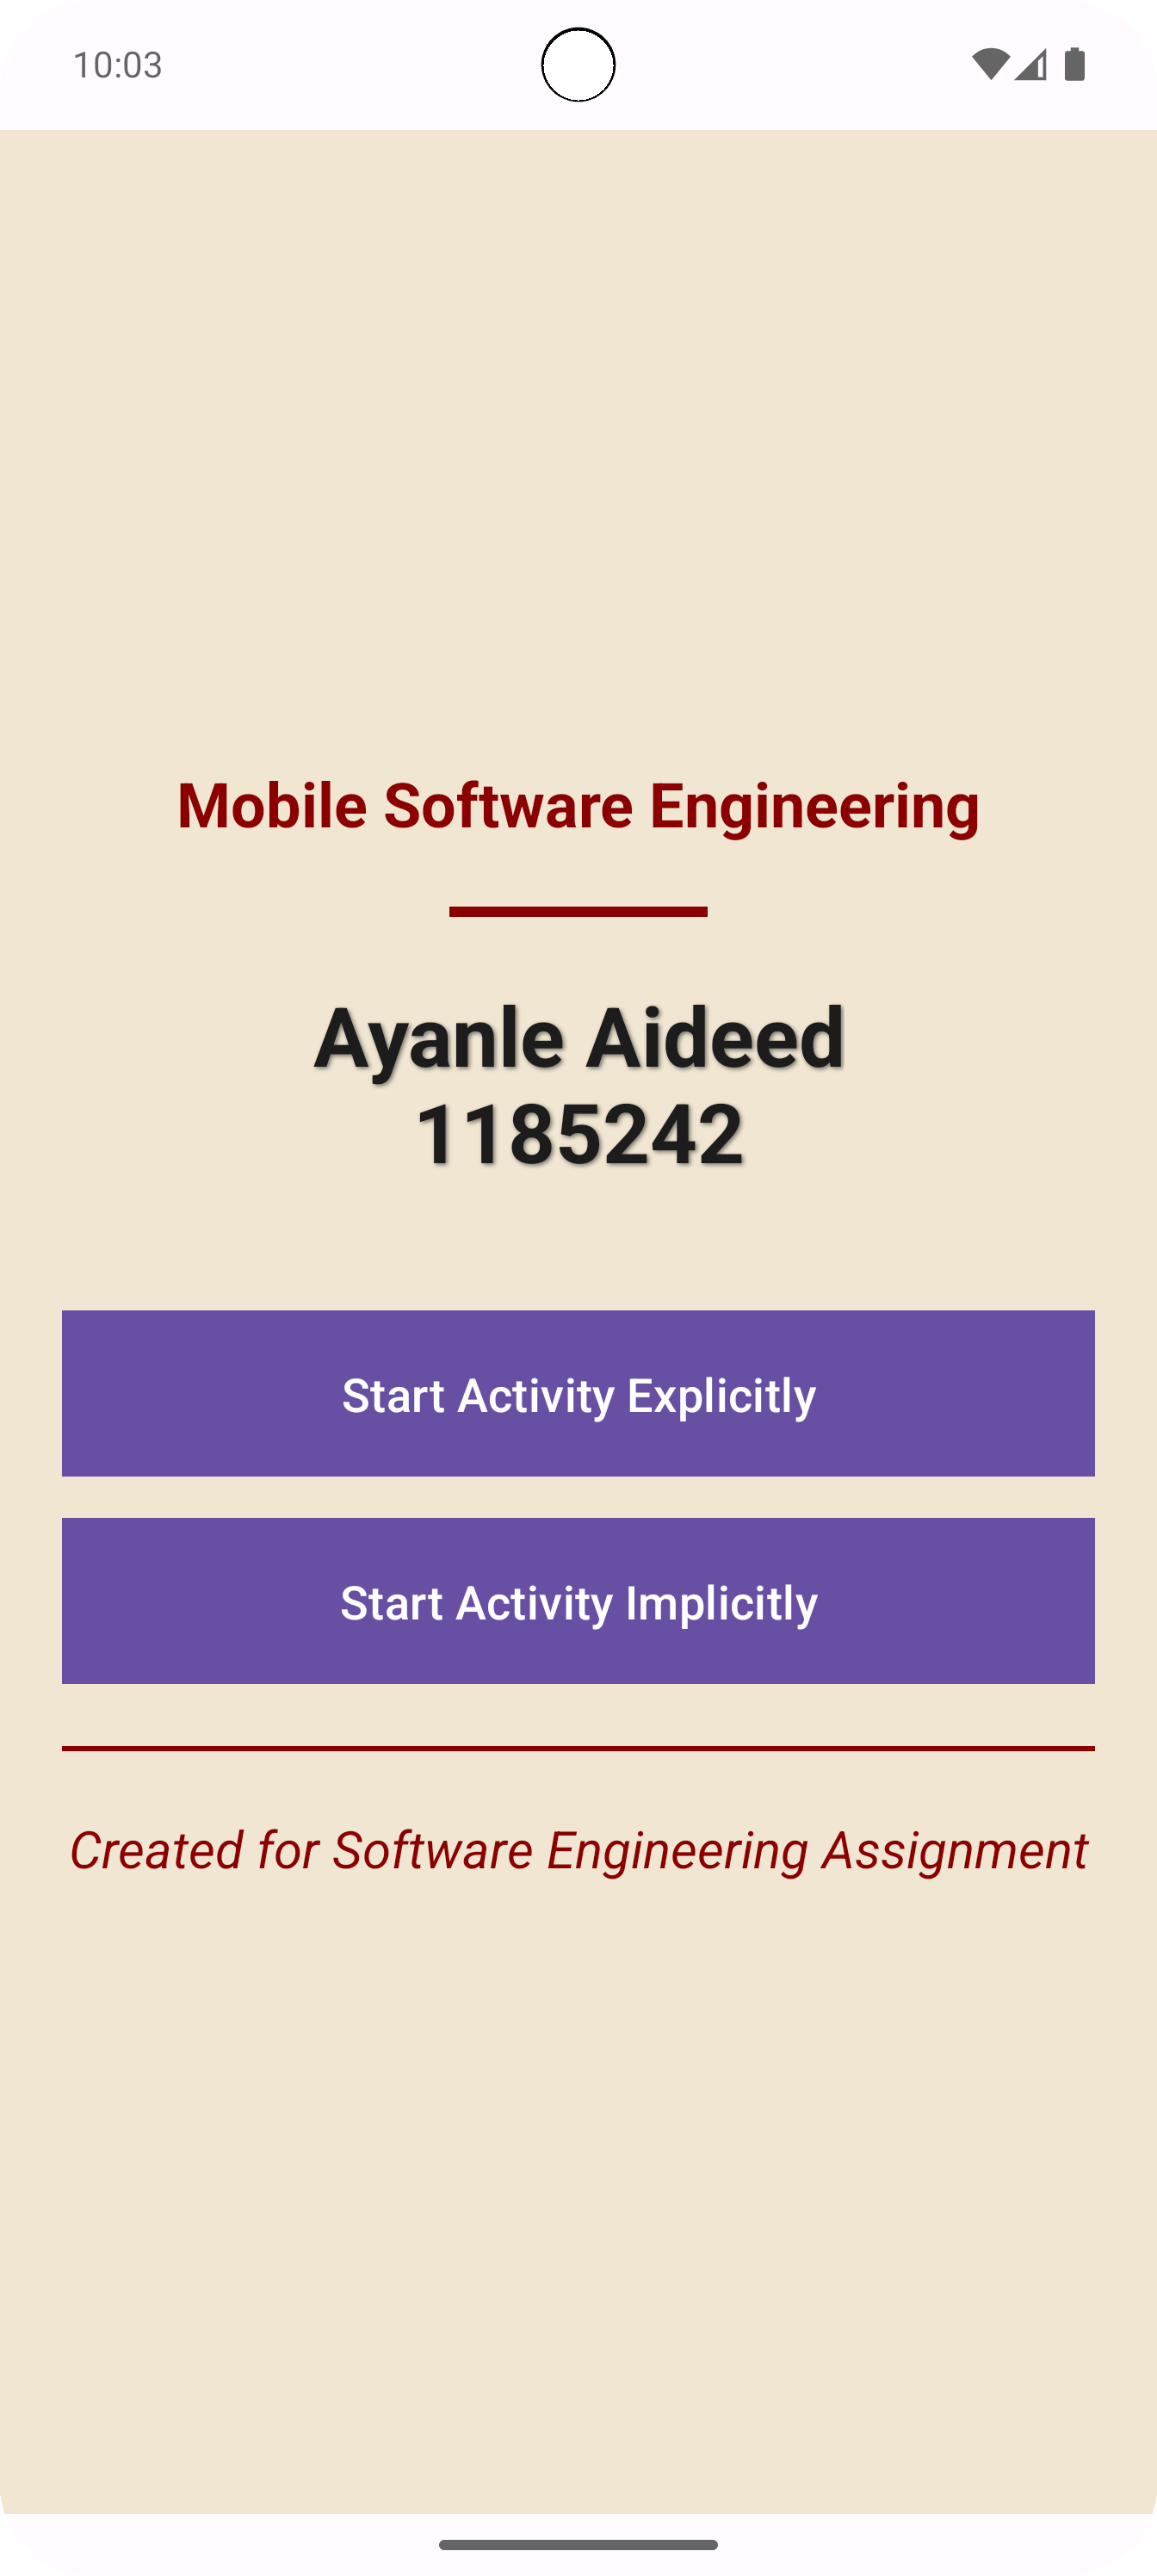 10:03
Mobile Software Engineering
Ayanle Aideed
1185242
Start Activity Explicitly
Start Activity Implicitly
Created for Software Engineering Assignment